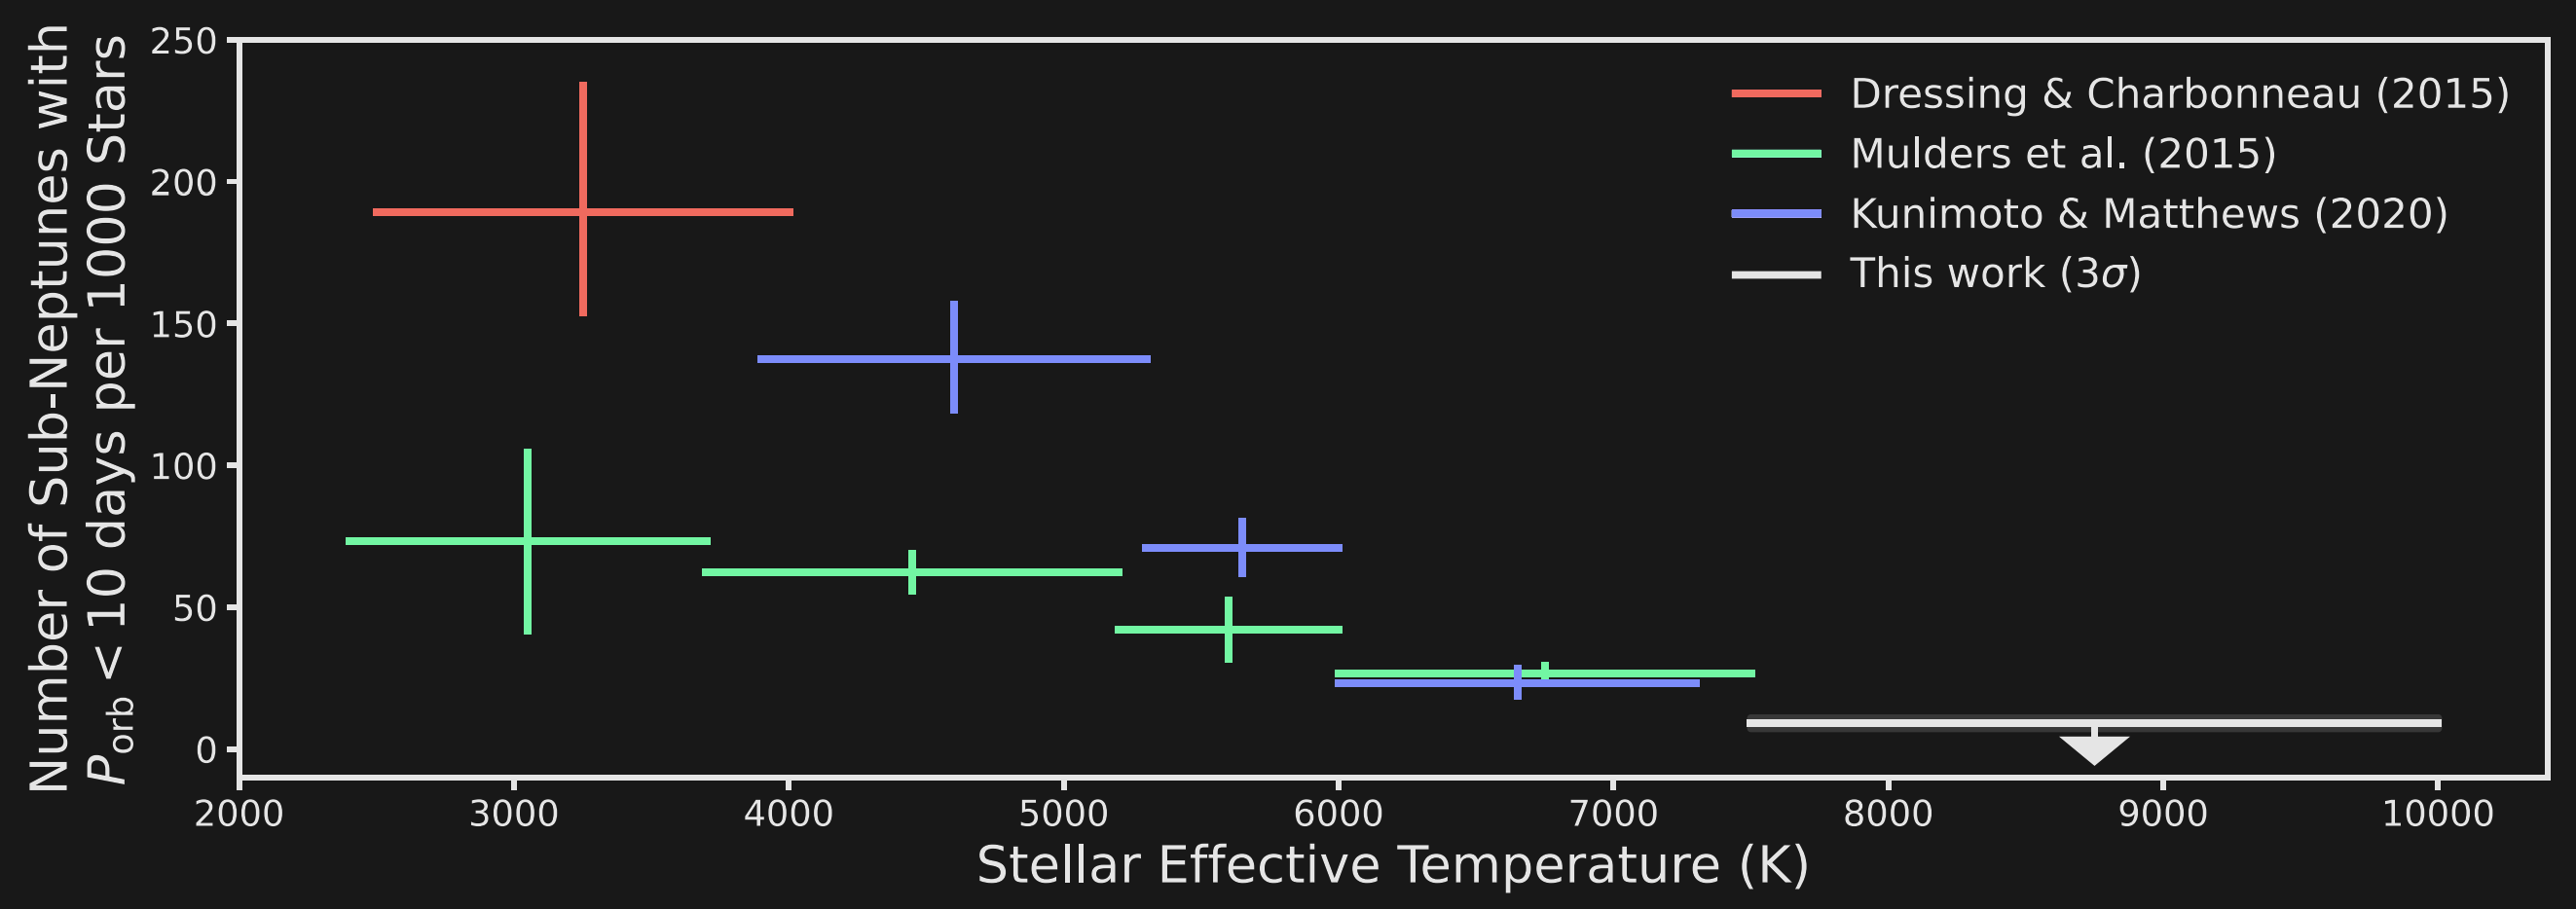 Number of Sub-Neptunes with
P_orb < 10 days per 1000 Stars
250
200
150
100
50
0
Dressing & Charbonneau (2015)
Mulders et al. (2015)
Kunimoto & Matthews (2020)
This work (3σ)
2000 3000 4000 5000 6000 7000 8000 9000 10000
Stellar Effective Temperature (K)